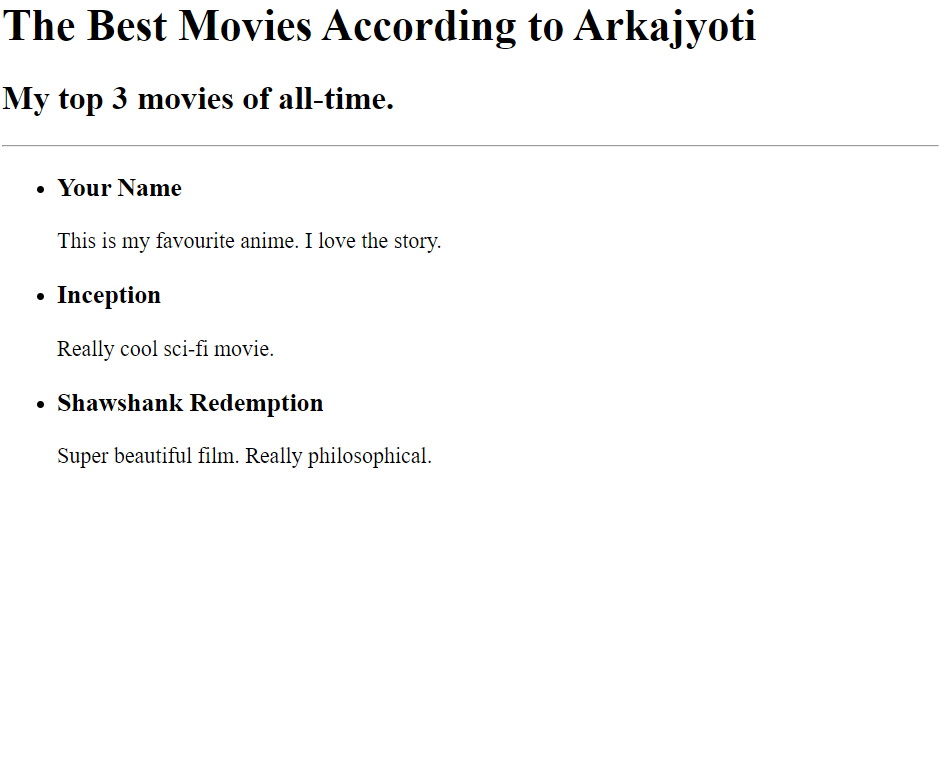 The Best Movies According to Arkajyoti
My top 3 movies of all-time.
Your Name
This is my favourite anime. I love the story.
Inception
Really cool sci-fi movie.
Shawshank Redemption
Super beautiful film. Really philosophical.